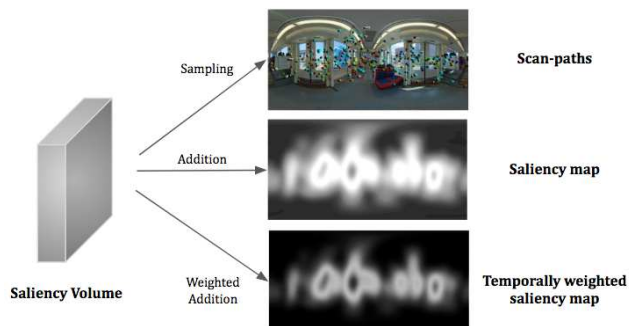 Sampling
Scan-paths
Addition
Saliency map
Saliency Volume
Weighted
Addition
Temporally weighted
saliency map